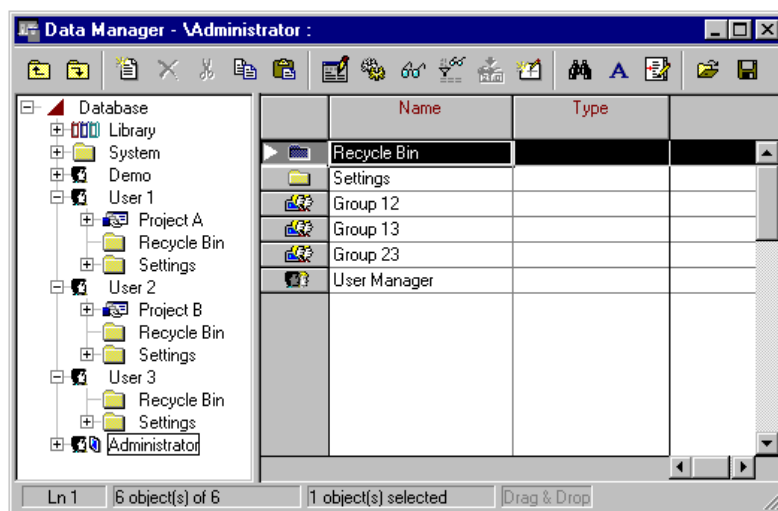 Data Manager - \Administrator :
Name Type
Database
Library
System
Demo
User 1
Project A
Recycle Bin
Settings
User 2
Project B
Recycle Bin
Settings
User 3
Recycle Bin
Settings
Administrator
Recycle Bin
Settings
Group 12
Group 13
Group 23
User Manager
Ln 1 6 object(s) of 6 1 object(s) selected Drag & Drop